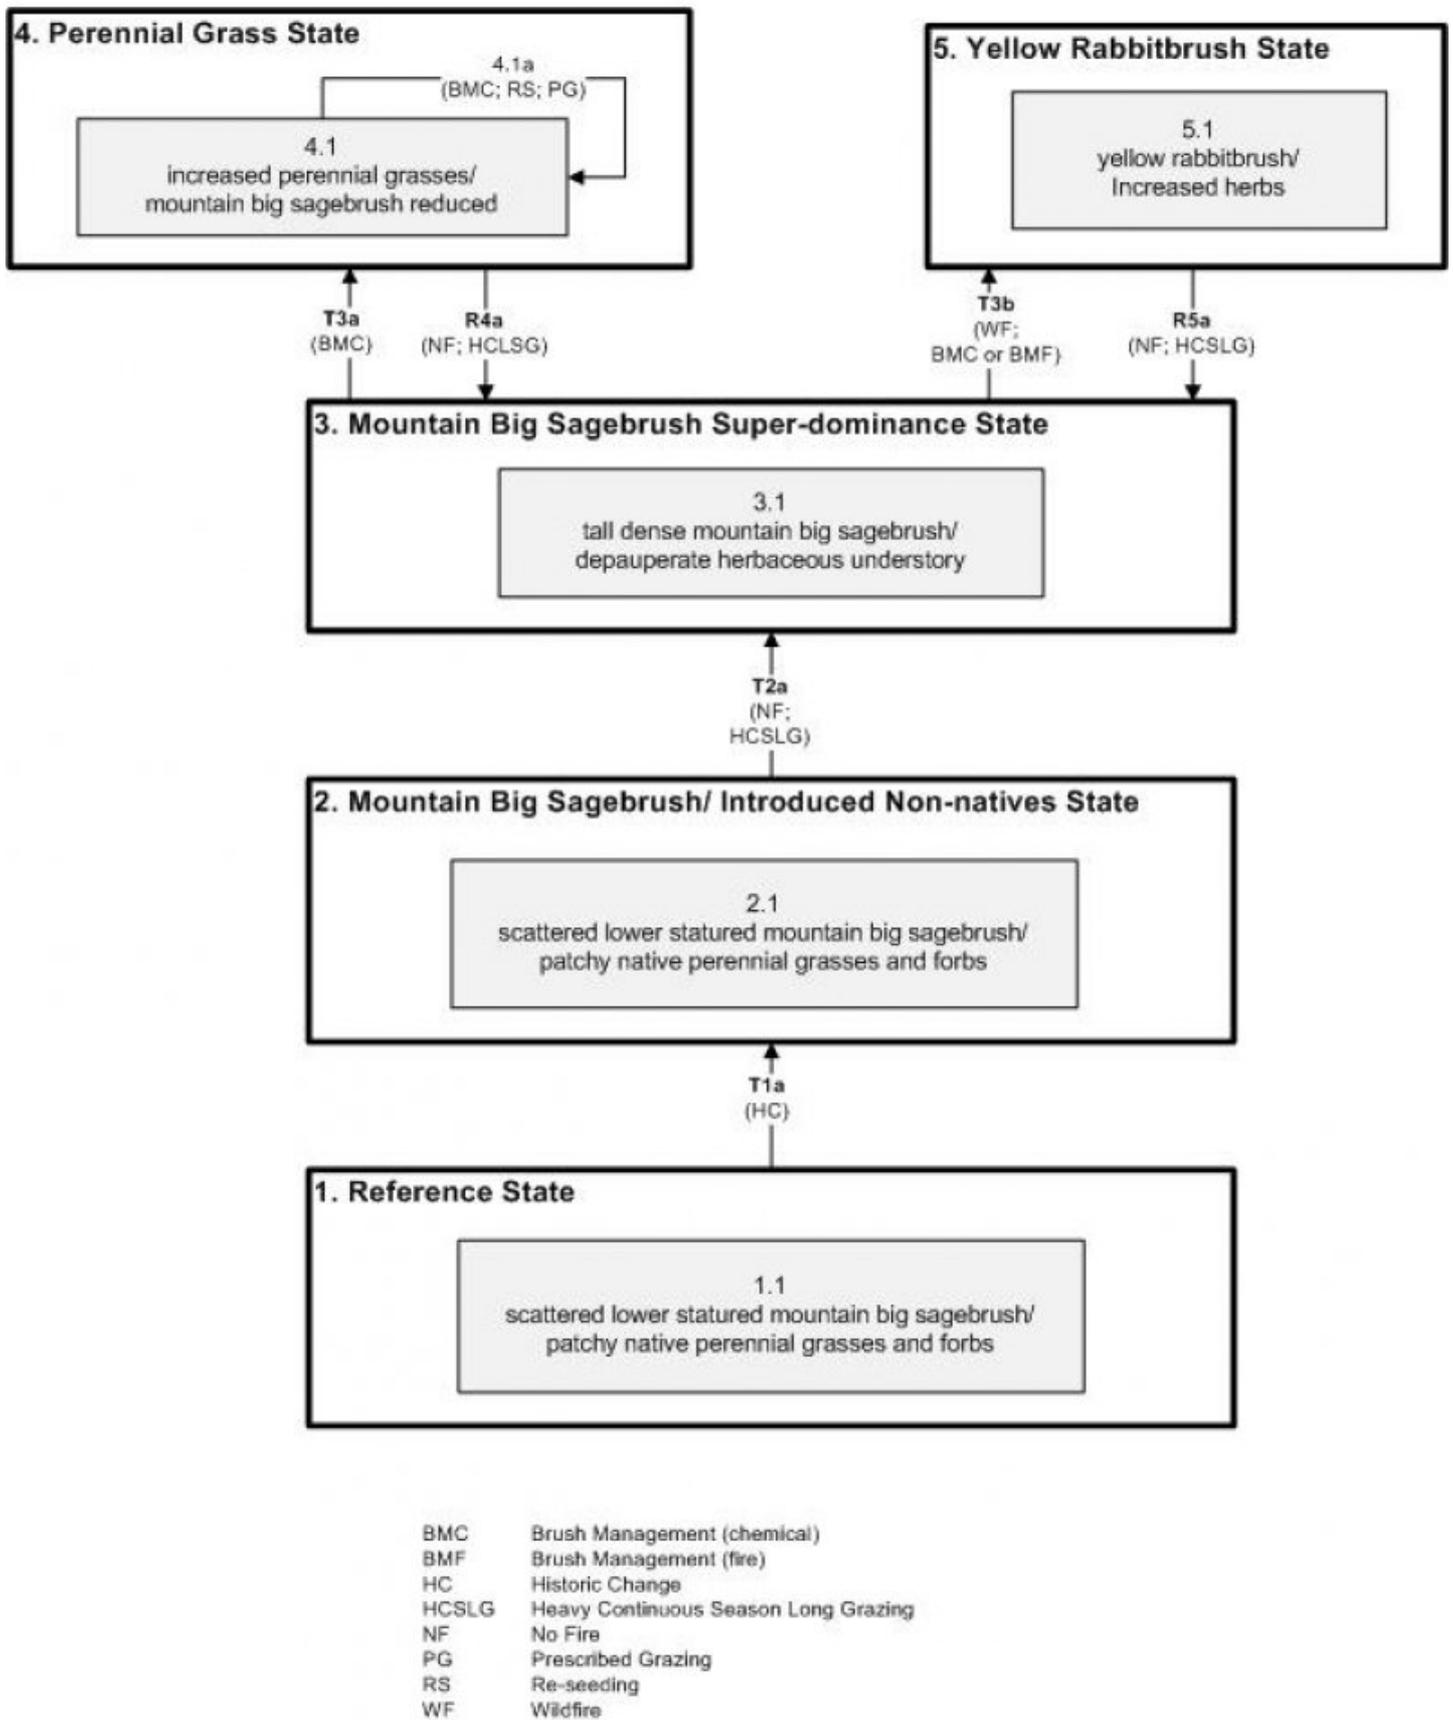 4. Perennial Grass State
4.1a
(BMC; RS; PG)
4.1
increased perennial grasses/
mountain big sagebrush reduced
5. Yellow Rabbitbrush State
5.1
yellow rabbitbrush/
Increased herbs
T3a
(BMC)
R4a
(NF; HCLSG)
T3b
(WF;
BMC or BMF)
R5a
(NF; HCSLG)
3. Mountain Big Sagebrush Super-dominance State
3.1
tall dense mountain big sagebrush/
depauperate herbaceous understory
T2a
(NF;
HCSLG)
2. Mountain Big Sagebrush/ Introduced Non-natives State
2.1
scattered lower statured mountain big sagebrush/
patchy native perennial grasses and forbs
T1a
(HC)
1. Reference State
1.1
scattered lower statured mountain big sagebrush/
patchy native perennial grasses and forbs
BMC Brush Management (chemical)
BMF Brush Management (fire)
HC Historic Change
HCSLG Heavy Continuous Season Long Grazing
NF No Fire
PG Prescribed Grazing
RS Re-seeding
WF Wildfire